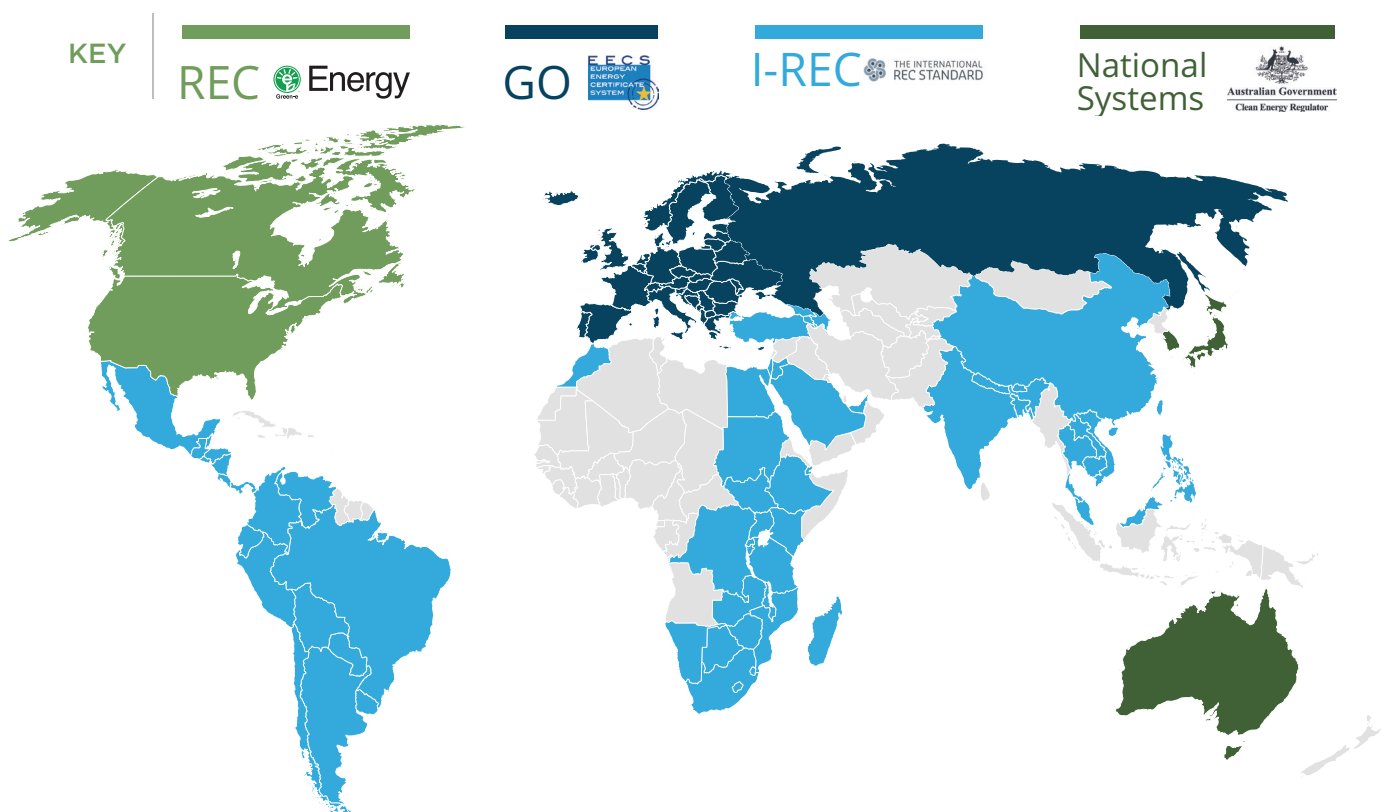 KEY
REC
Green-e
Energy
GO
EECS
EUROPEAN
ENERGY
CERTIFICATE
SYSTEM
I-REC
THE INTERNATIONAL
REC STANDARD
National
Systems
Australian Government
Clean Energy Regulator